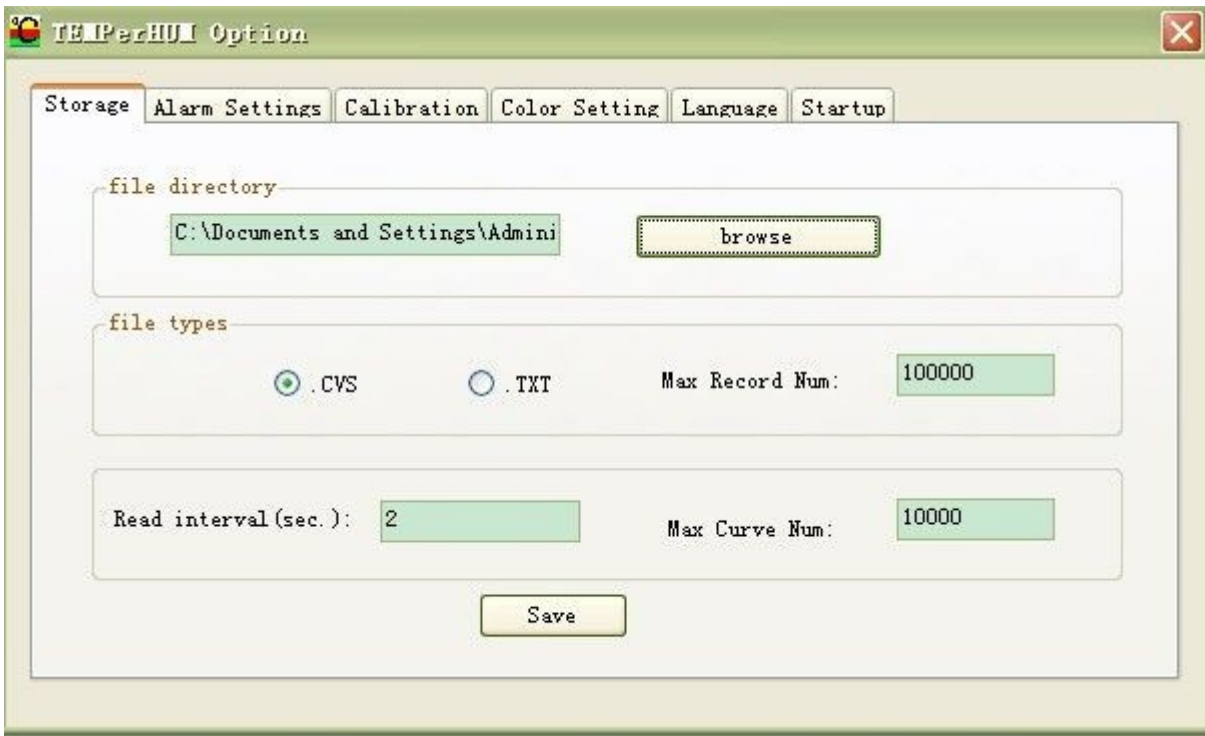 TEMPerHUM Option
Storage Alarm Settings Calibration Color Setting Language Startup
file directory
C:\Documents and Settings\Admini browse
file types
.CVS .TXT Max Record Num: 100000
Read interval(sec.): 2 Max Curve Num: 10000
Save